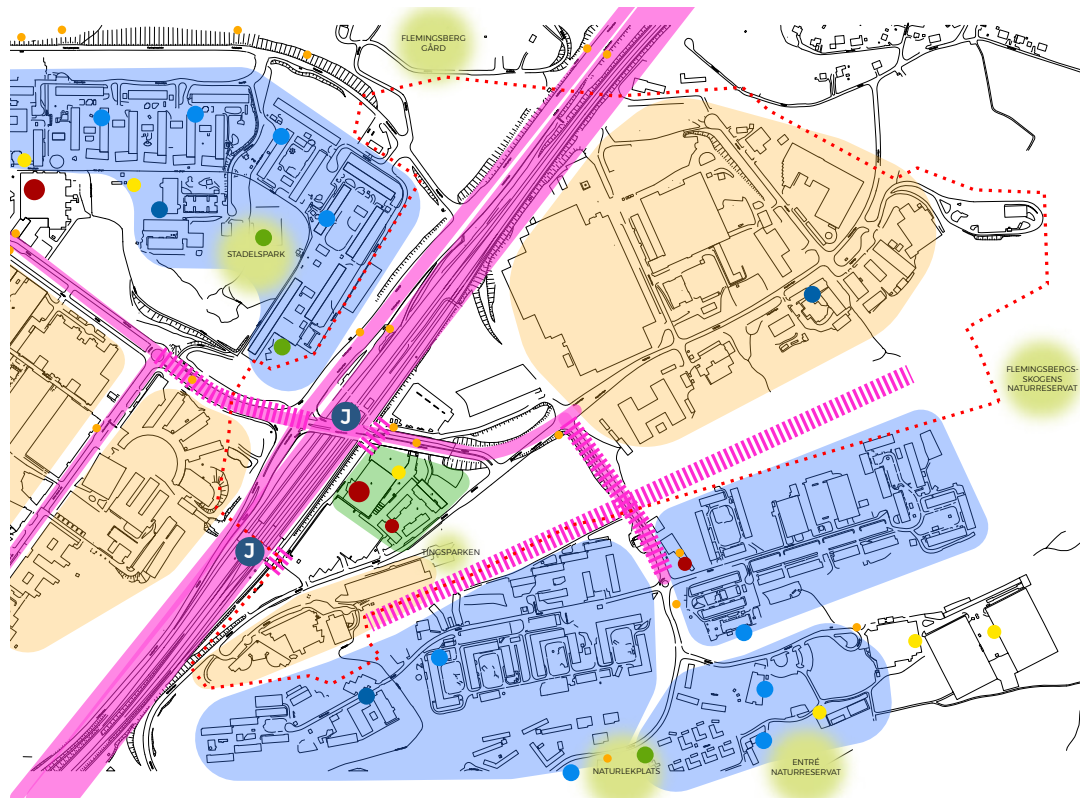 FLEMINGSBERG
GÅRD
STADELSPARK
FLEMINGSBERGS-
SKOGENS
NATURRESERVAT
J
J
TINGSPARKEN
NATURLEKPLATS
ENTRÉ
NATURRESERVAT